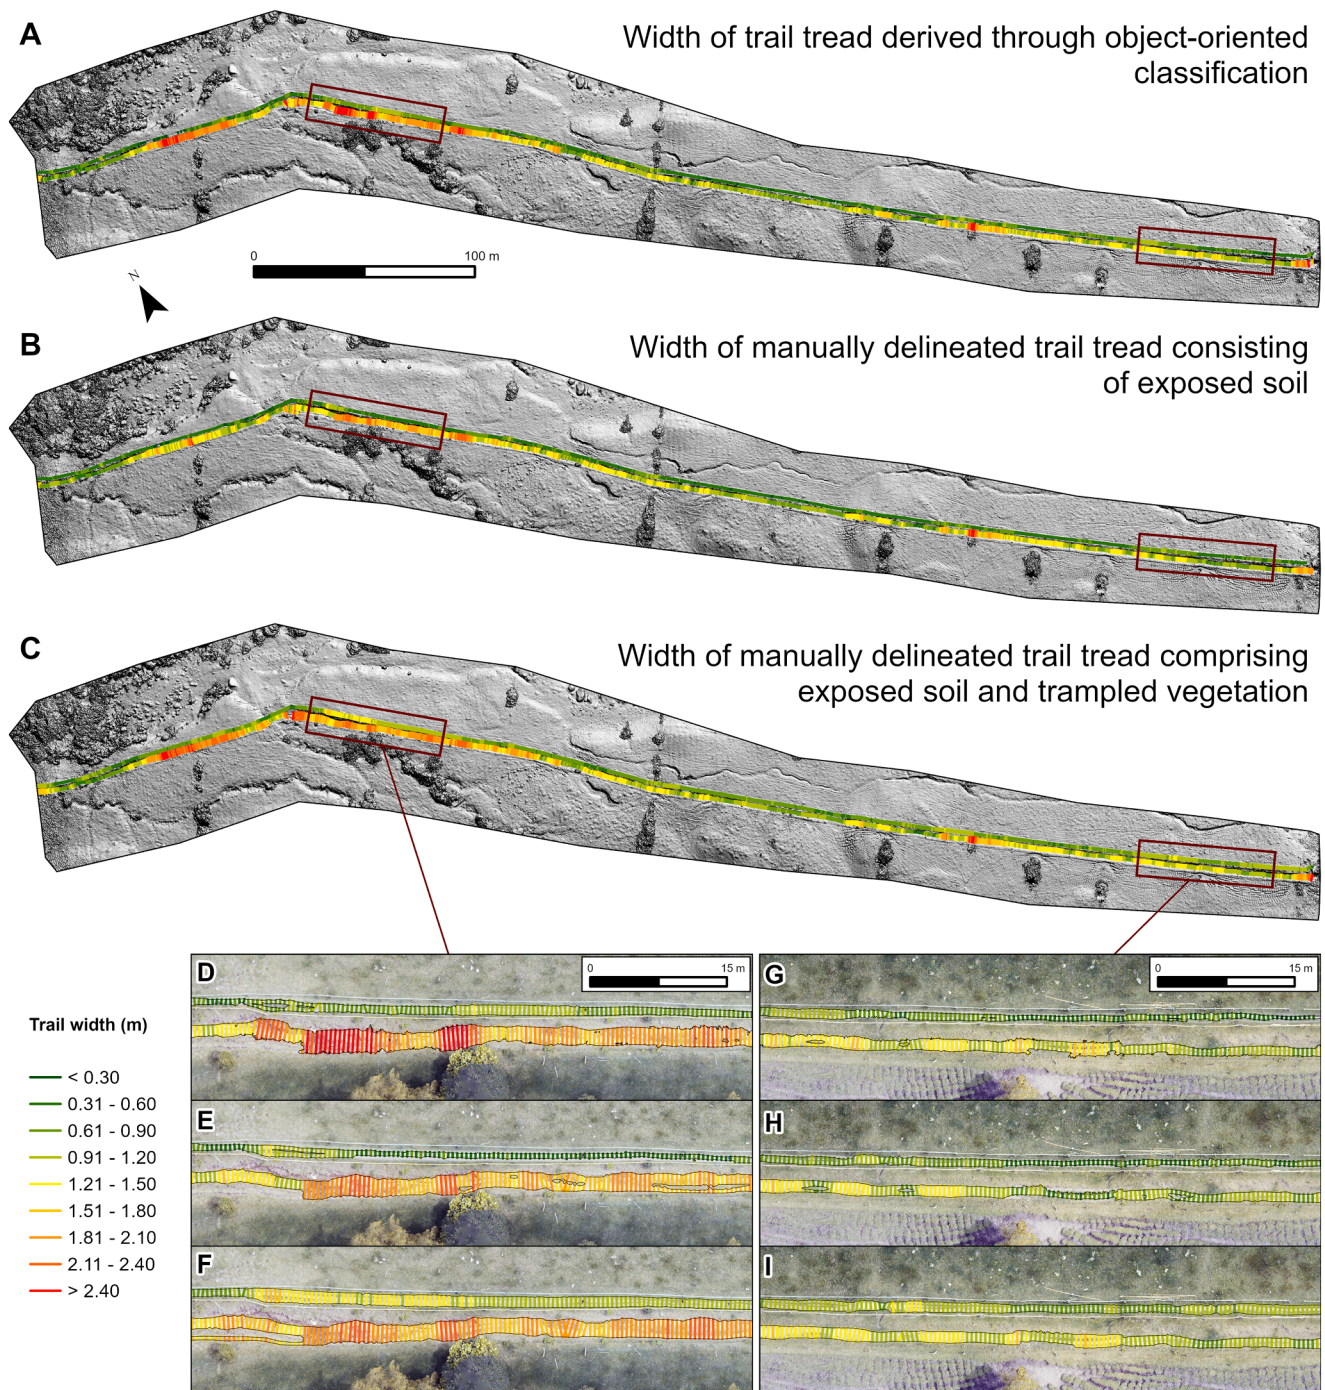 A
Width of trail tread derived through object-oriented
classification
0
100 m
N
B
Width of manually delineated trail tread consisting
of exposed soil
C
Width of manually delineated trail tread comprising
exposed soil and trampled vegetation
D
0
15 m
G
0
15 m
Trail width (m)
< 0.30
0.31 - 0.60
0.61 - 0.90
0.91 - 1.20
1.21 - 1.50
1.51 - 1.80
1.81 - 2.10
2.11 - 2.40
> 2.40
E
H
F
I